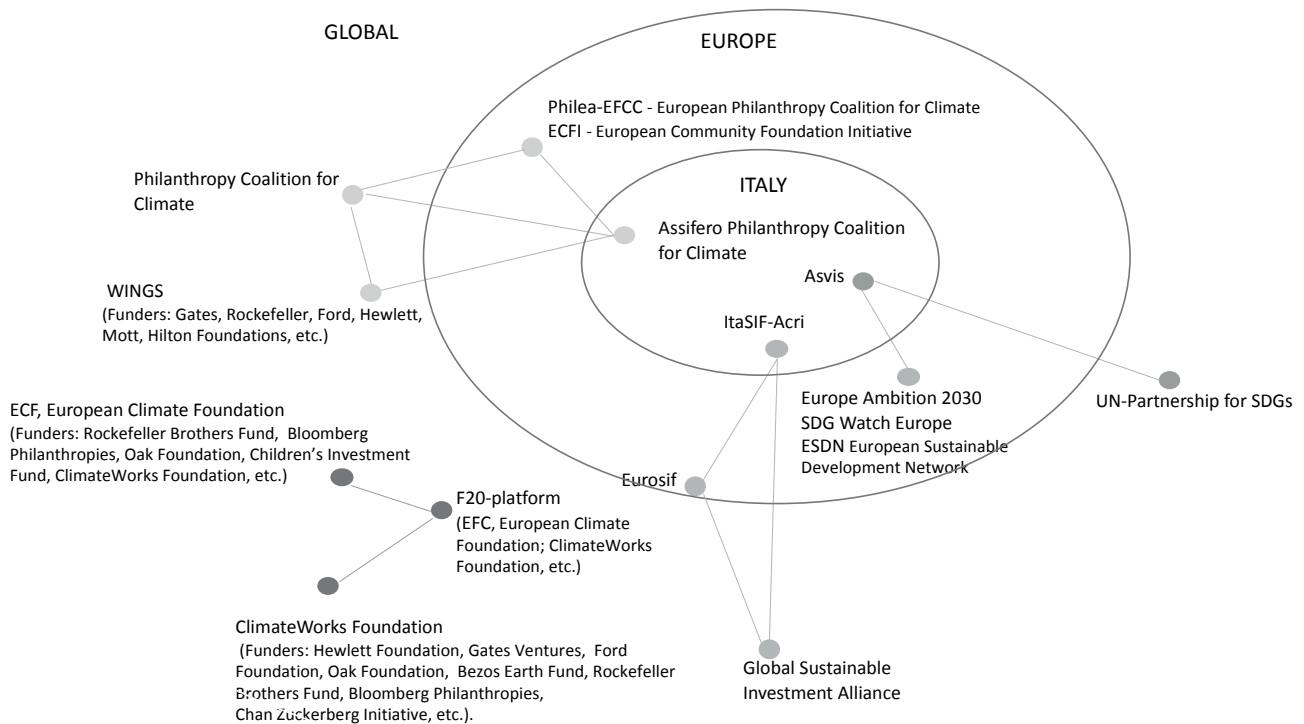 GLOBAL
EUROPE
Philea-EFCC - European Philanthropy Coalition for Climate
ECFI - European Community Foundation Initiative
Philanthropy Coalition for
Climate
ITALY
Assifero Philanthropy Coalition
for Climate
Asvis
WINGS
(Funders: Gates, Rockefeller, Ford, Hewlett,
Mott, Hilton Foundations, etc.)
ItaSIF-Acri
Europe Ambition 2030
SDG Watch Europe
ESDN European Sustainable
Development Network
UN-Partnership for SDGs
ECF, European Climate Foundation
(Funders: Rockefeller Brothers Fund, Bloomberg
Philanthropies, Oak Foundation, Children's Investment
Fund, ClimateWorks Foundation, etc.)
Eurosif
F20-platform
(EFC, European Climate
Foundation; ClimateWorks
Foundation, etc.)
ClimateWorks Foundation
(Funders: Hewlett Foundation, Gates Ventures, Ford
Foundation, Oak Foundation, Bezos Earth Fund, Rockefeller
Brothers Fund, Bloomberg Philanthropies,
Chan Zuckerberg Initiative, etc.).
Global Sustainable
Investment Alliance